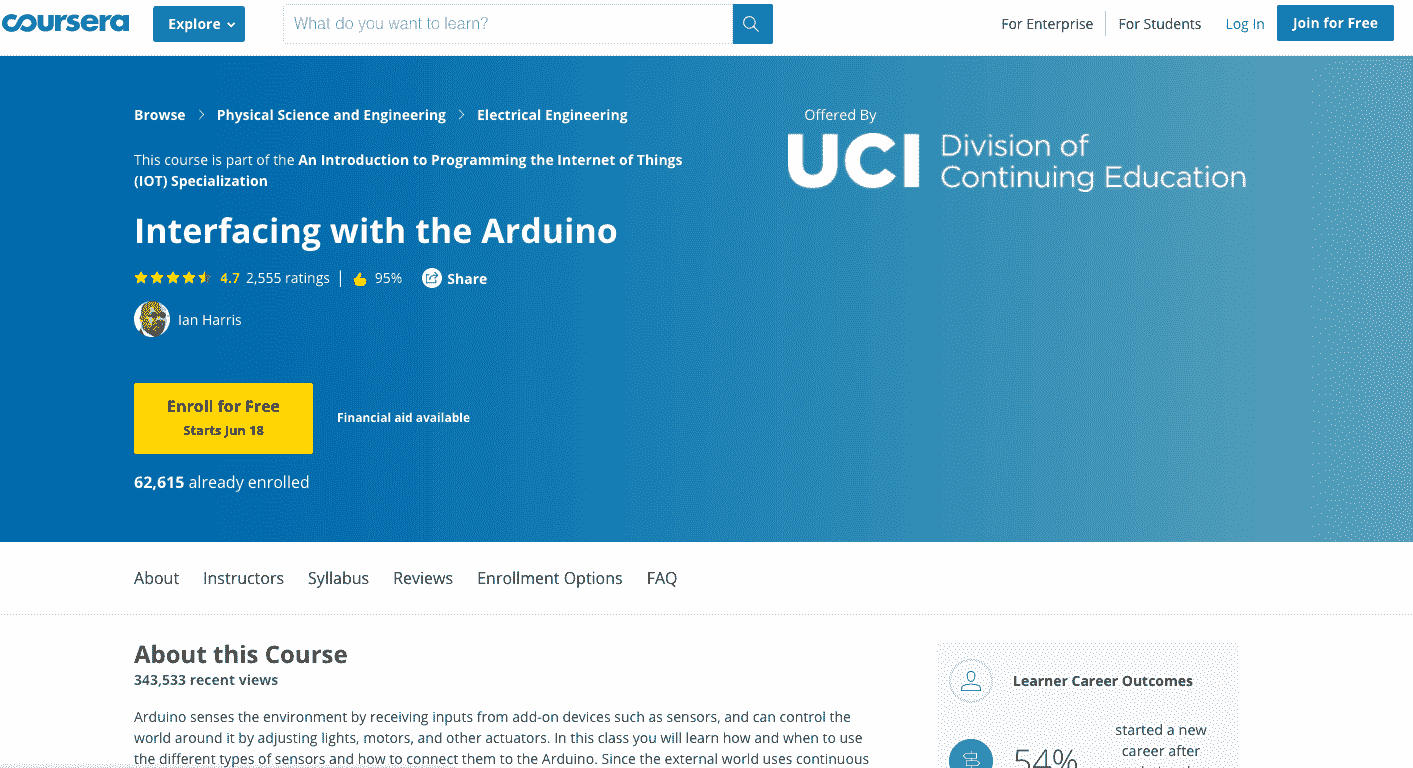 coursera
Explore
What do you want to learn?
For Enterprise
For Students
Log In
Join for Free
Browse > Physical Science and Engineering > Electrical Engineering
This course is part of the An Introduction to Programming the Internet of Things
(IOT) Specialization
Interfacing with the Arduino
4.7 2,555 ratings | 95% Share
Ian Harris
Enroll for Free
Starts Jun 18
Financial aid available
62,615 already enrolled
Offered By
UCI Division of
Continuing Education
About Instructors Syllabus Reviews Enrollment Options FAQ
About this Course
343,533 recent views
Arduino senses the environment by receiving inputs from add-on devices such as sensors, and can control the
world around it by adjusting lights, motors, and other actuators. In this class you will learn how and when to use
the different types of sensors and how to connect them to the Arduino. Since the external world uses continuous
Learner Career Outcomes
54%
started a new
career after